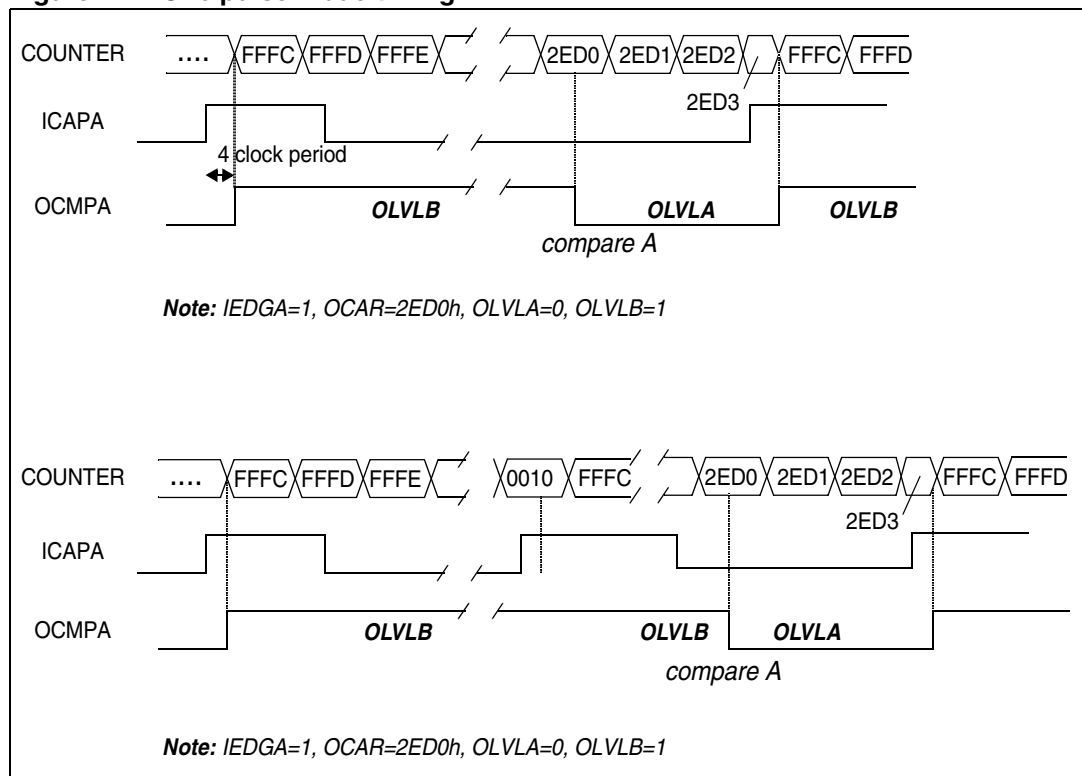 COUNTER .... FFFC FFFD FFFE 2ED0 2ED1 2ED2 FFFC FFFD
2ED3
ICAPA
4 clock period
OCMPA OLVLB OLVLA OLVLB
compare A
Note: IEDGA=1, OCAR=2ED0h, OLVLA=0, OLVLB=1
COUNTER .... FFFC FFFD FFFE 0010 FFFC 2ED0 2ED1 2ED2 FFFC FFFD
2ED3
ICAPA
OCMPA OLVLB OLVLB OLVLA
compare A
Note: IEDGA=1, OCAR=2ED0h, OLVLA=0, OLVLB=1